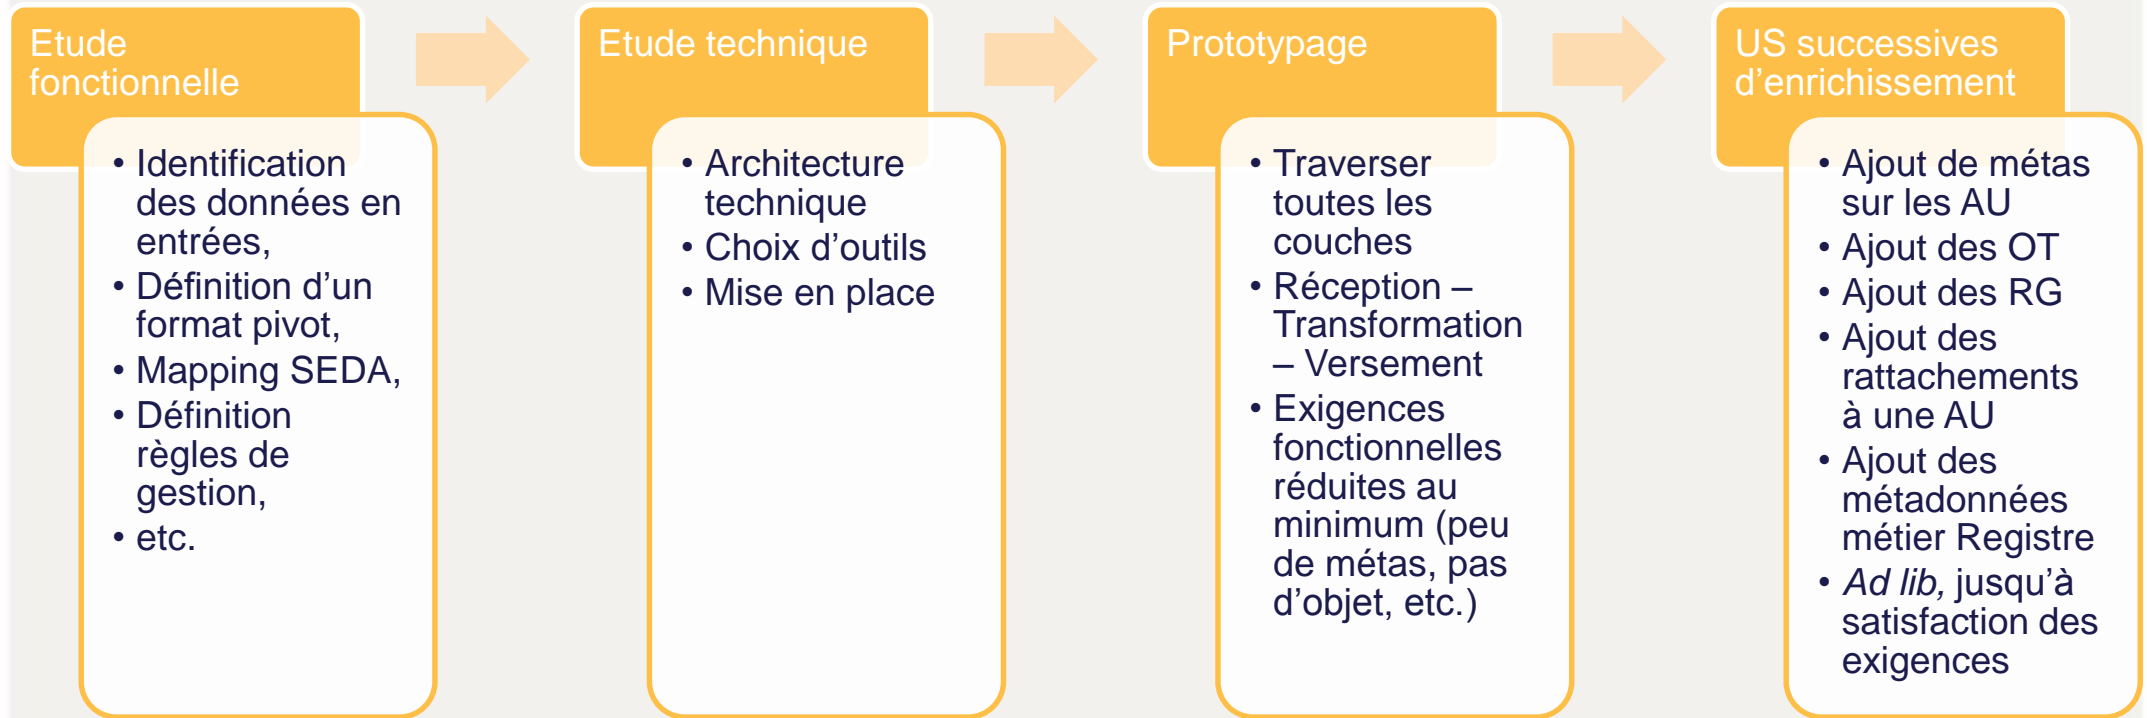 Etude
fonctionnelle
• Identification
des données en
entrées,
• Définition d’un
format pivot,
• Mapping SEDA,
• Définition
règles de
gestion,
• etc.
Etude technique
• Architecture
technique
• Choix d’outils
• Mise en place
Prototypage
• Traverser
toutes les
couches
• Réception –
Transformation
– Versement
• Exigences
fonctionnelles
réduites au
minimum (peu
de métas, pas
d’objet, etc.)
US successives
d’enrichissement
• Ajout de métas
sur les AU
• Ajout des OT
• Ajout des RG
• Ajout des
rattachements
à une AU
• Ajout des
métadonnées
métier Registre
• Ad lib, jusqu’à
satisfaction des
exigences